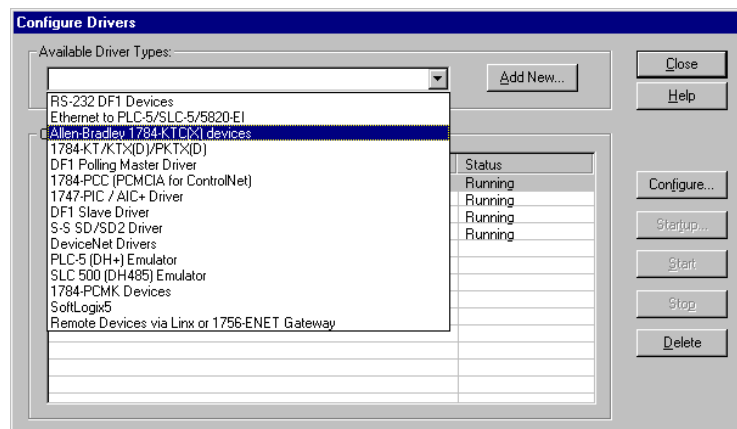 Configure Drivers
Available Driver Types:
Add New...
Close
Help
RS-232 DF1 Devices
Ethernet to PLC-5/SLC-5/5820-EI
Allen-Bradley 1784-KTC(X) devices
1784-KT/KTX(D)/PKTX(D)
DF1 Polling Master Driver
1784-PCC (PCMCIA for ControlNet)
1747-PIC / AIC+ Driver
DF1 Slave Driver
S-S SD/SD2 Driver
DeviceNet Drivers
PLC-5 (DH+) Emulator
SLC 500 (DH485) Emulator
1784-PCMK Devices
SoftLogix5
Remote Devices via Linx or 1756-ENET Gateway
Status
Running
Running
Running
Running
Configure...
Startup...
Start
Stop
Delete